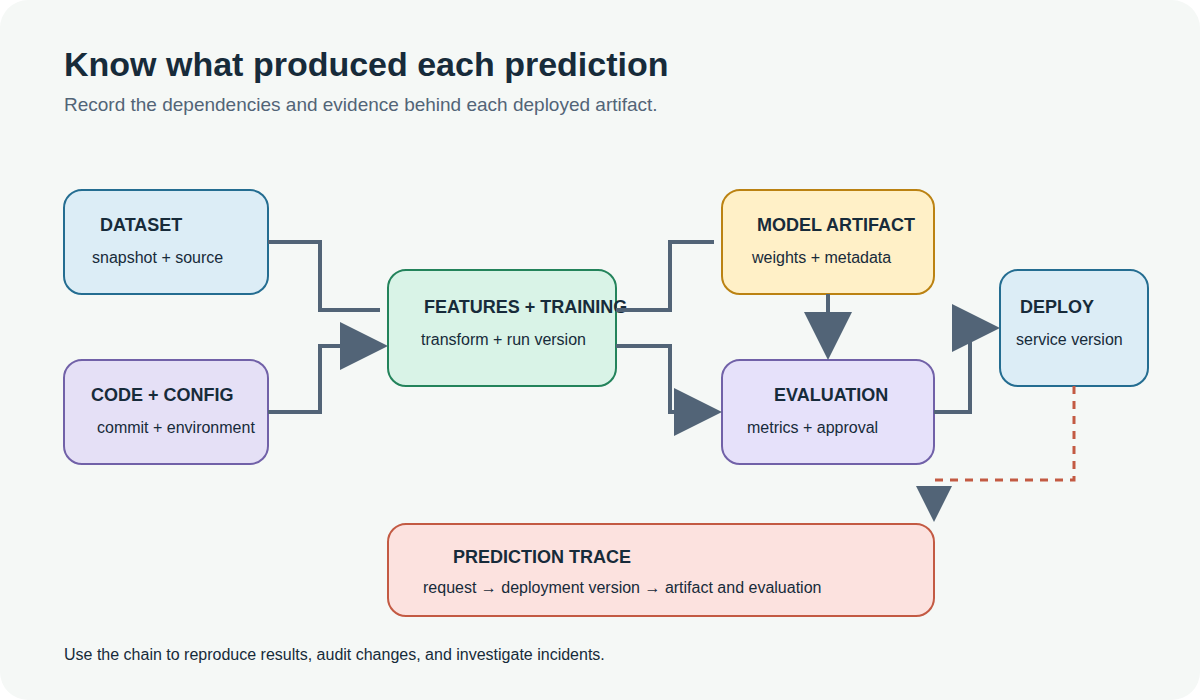 Know what produced each prediction
Record the dependencies and evidence behind each deployed artifact.
DATASET
snapshot + source
CODE + CONFIG
commit + environment
FEATURES + TRAINING
transform + run version
MODEL ARTIFACT
weights + metadata
EVALUATION
metrics + approval
DEPLOY
service version
PREDICTION TRACE
request → deployment version → artifact and evaluation
Use the chain to reproduce results, audit changes, and investigate incidents.